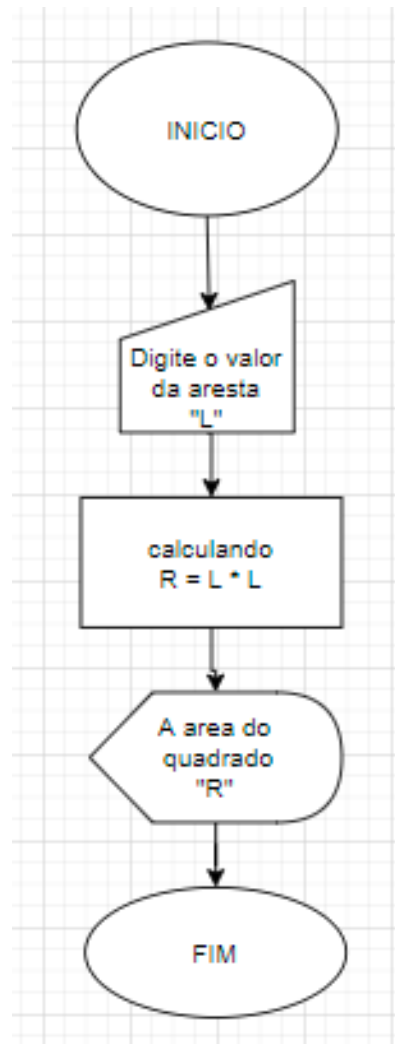 INICIO
Digite o valor
da aresta
"L"
calculando
R = L * L
A area do
quadrado
"R"
FIM